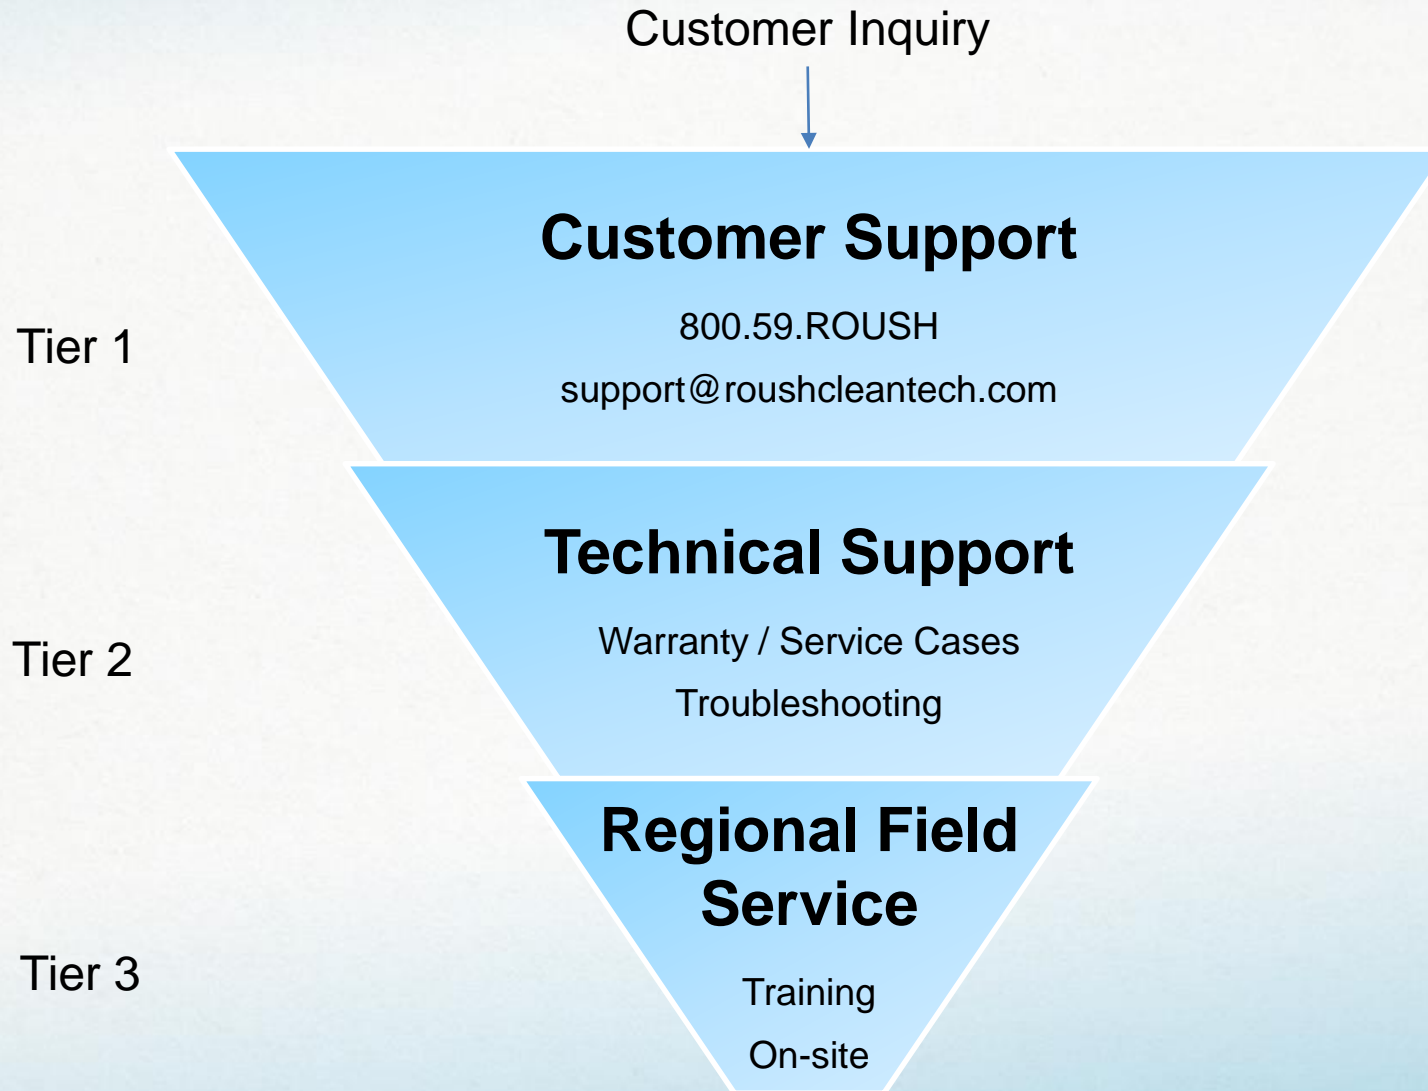 Customer Inquiry
Customer Support
800.59.ROUSH
Tier 1
support@roushcleantech.com
Technical Support
Warranty / Service Cases
Tier 2
Troubleshooting
Regional Field
Service
Tier 3
Training
On-site